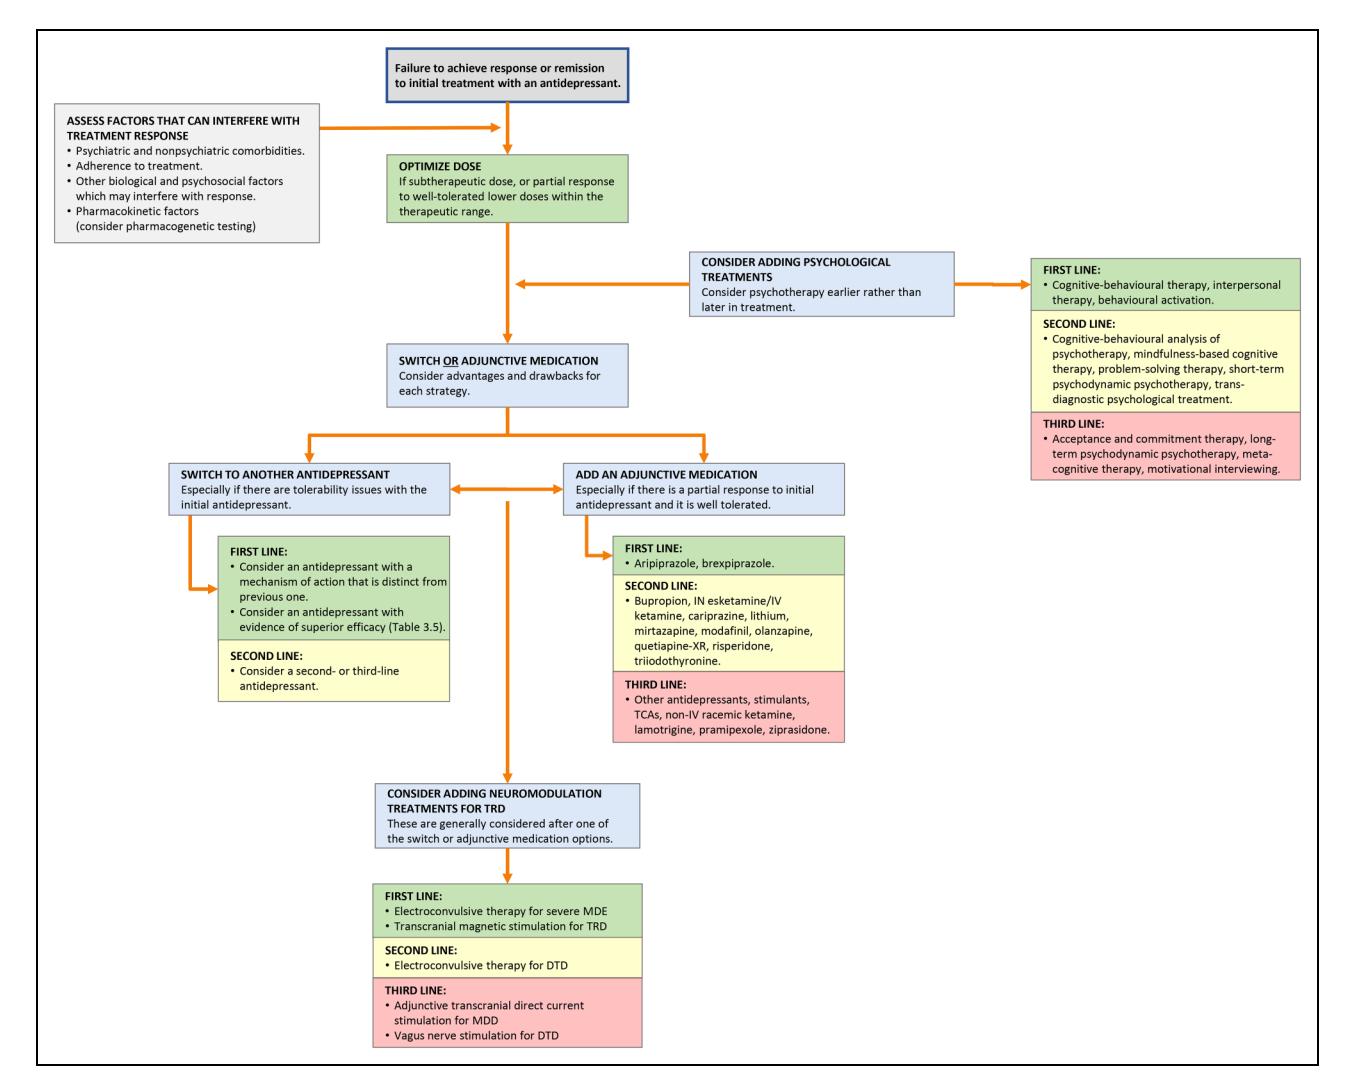 Failure to achieve response or remission
to initial treatment with an antidepressant.
ASSESS FACTORS THAT CAN INTERFERE WITH
TREATMENT RESPONSE
• Psychiatric and nonpsychiatric comorbidities.
• Adherence to treatment.
• Other biological and psychosocial factors
which may interfere with response.
• Pharmacokinetic factors
(consider pharmacogenetic testing)
OPTIMIZE DOSE
If subtherapeutic dose, or partial response
to well-tolerated lower doses within the
therapeutic range.
CONSIDER ADDING PSYCHOLOGICAL
TREATMENTS
Consider psychotherapy earlier rather than
later in treatment.
FIRST LINE:
• Cognitive-behavioural therapy, interpersonal
therapy, behavioural activation.
SECOND LINE:
• Cognitive-behavioural analysis of
psychotherapy, mindfulness-based cognitive
therapy, problem-solving therapy, short-term
psychodynamic psychotherapy, trans-
diagnostic psychological treatment.
THIRD LINE:
• Acceptance and commitment therapy, long-
term psychodynamic psychotherapy, meta-
cognitive therapy, motivational interviewing.
SWITCH OR ADJUNCTIVE MEDICATION
Consider advantages and drawbacks for
each strategy.
SWITCH TO ANOTHER ANTIDEPRESSANT
Especially if there are tolerability issues with the
initial antidepressant.
FIRST LINE:
• Consider an antidepressant with a
mechanism of action that is distinct from
previous one.
• Consider an antidepressant with
evidence of superior efficacy (Table 3.5).
SECOND LINE:
• Consider a second- or third-line
antidepressant.
ADD AN ADJUNCTIVE MEDICATION
Especially if there is a partial response to initial
antidepressant and it is well tolerated.
FIRST LINE:
• Aripiprazole, brexpiprazole.
SECOND LINE:
• Bupropion, IN esketamine/IV
ketamine, cariprazine, lithium,
mirtazapine, modafinil, olanzapine,
quetiapine-XR, risperidone,
triiodothyronine.
THIRD LINE:
• Other antidepressants, stimulants,
TCAs, non-IV racemic ketamine,
lamotrigine, pramipexole, ziprasidone.
CONSIDER ADDING NEUROMODULATION
TREATMENTS FOR TRD
These are generally considered after one of
the switch or adjunctive medication options.
FIRST LINE:
• Electroconvulsive therapy for severe MDE
• Transcranial magnetic stimulation for TRD
SECOND LINE:
• Electroconvulsive therapy for DTD
THIRD LINE:
• Adjunctive transcranial direct current
stimulation for MDD
• Vagus nerve stimulation for DTD